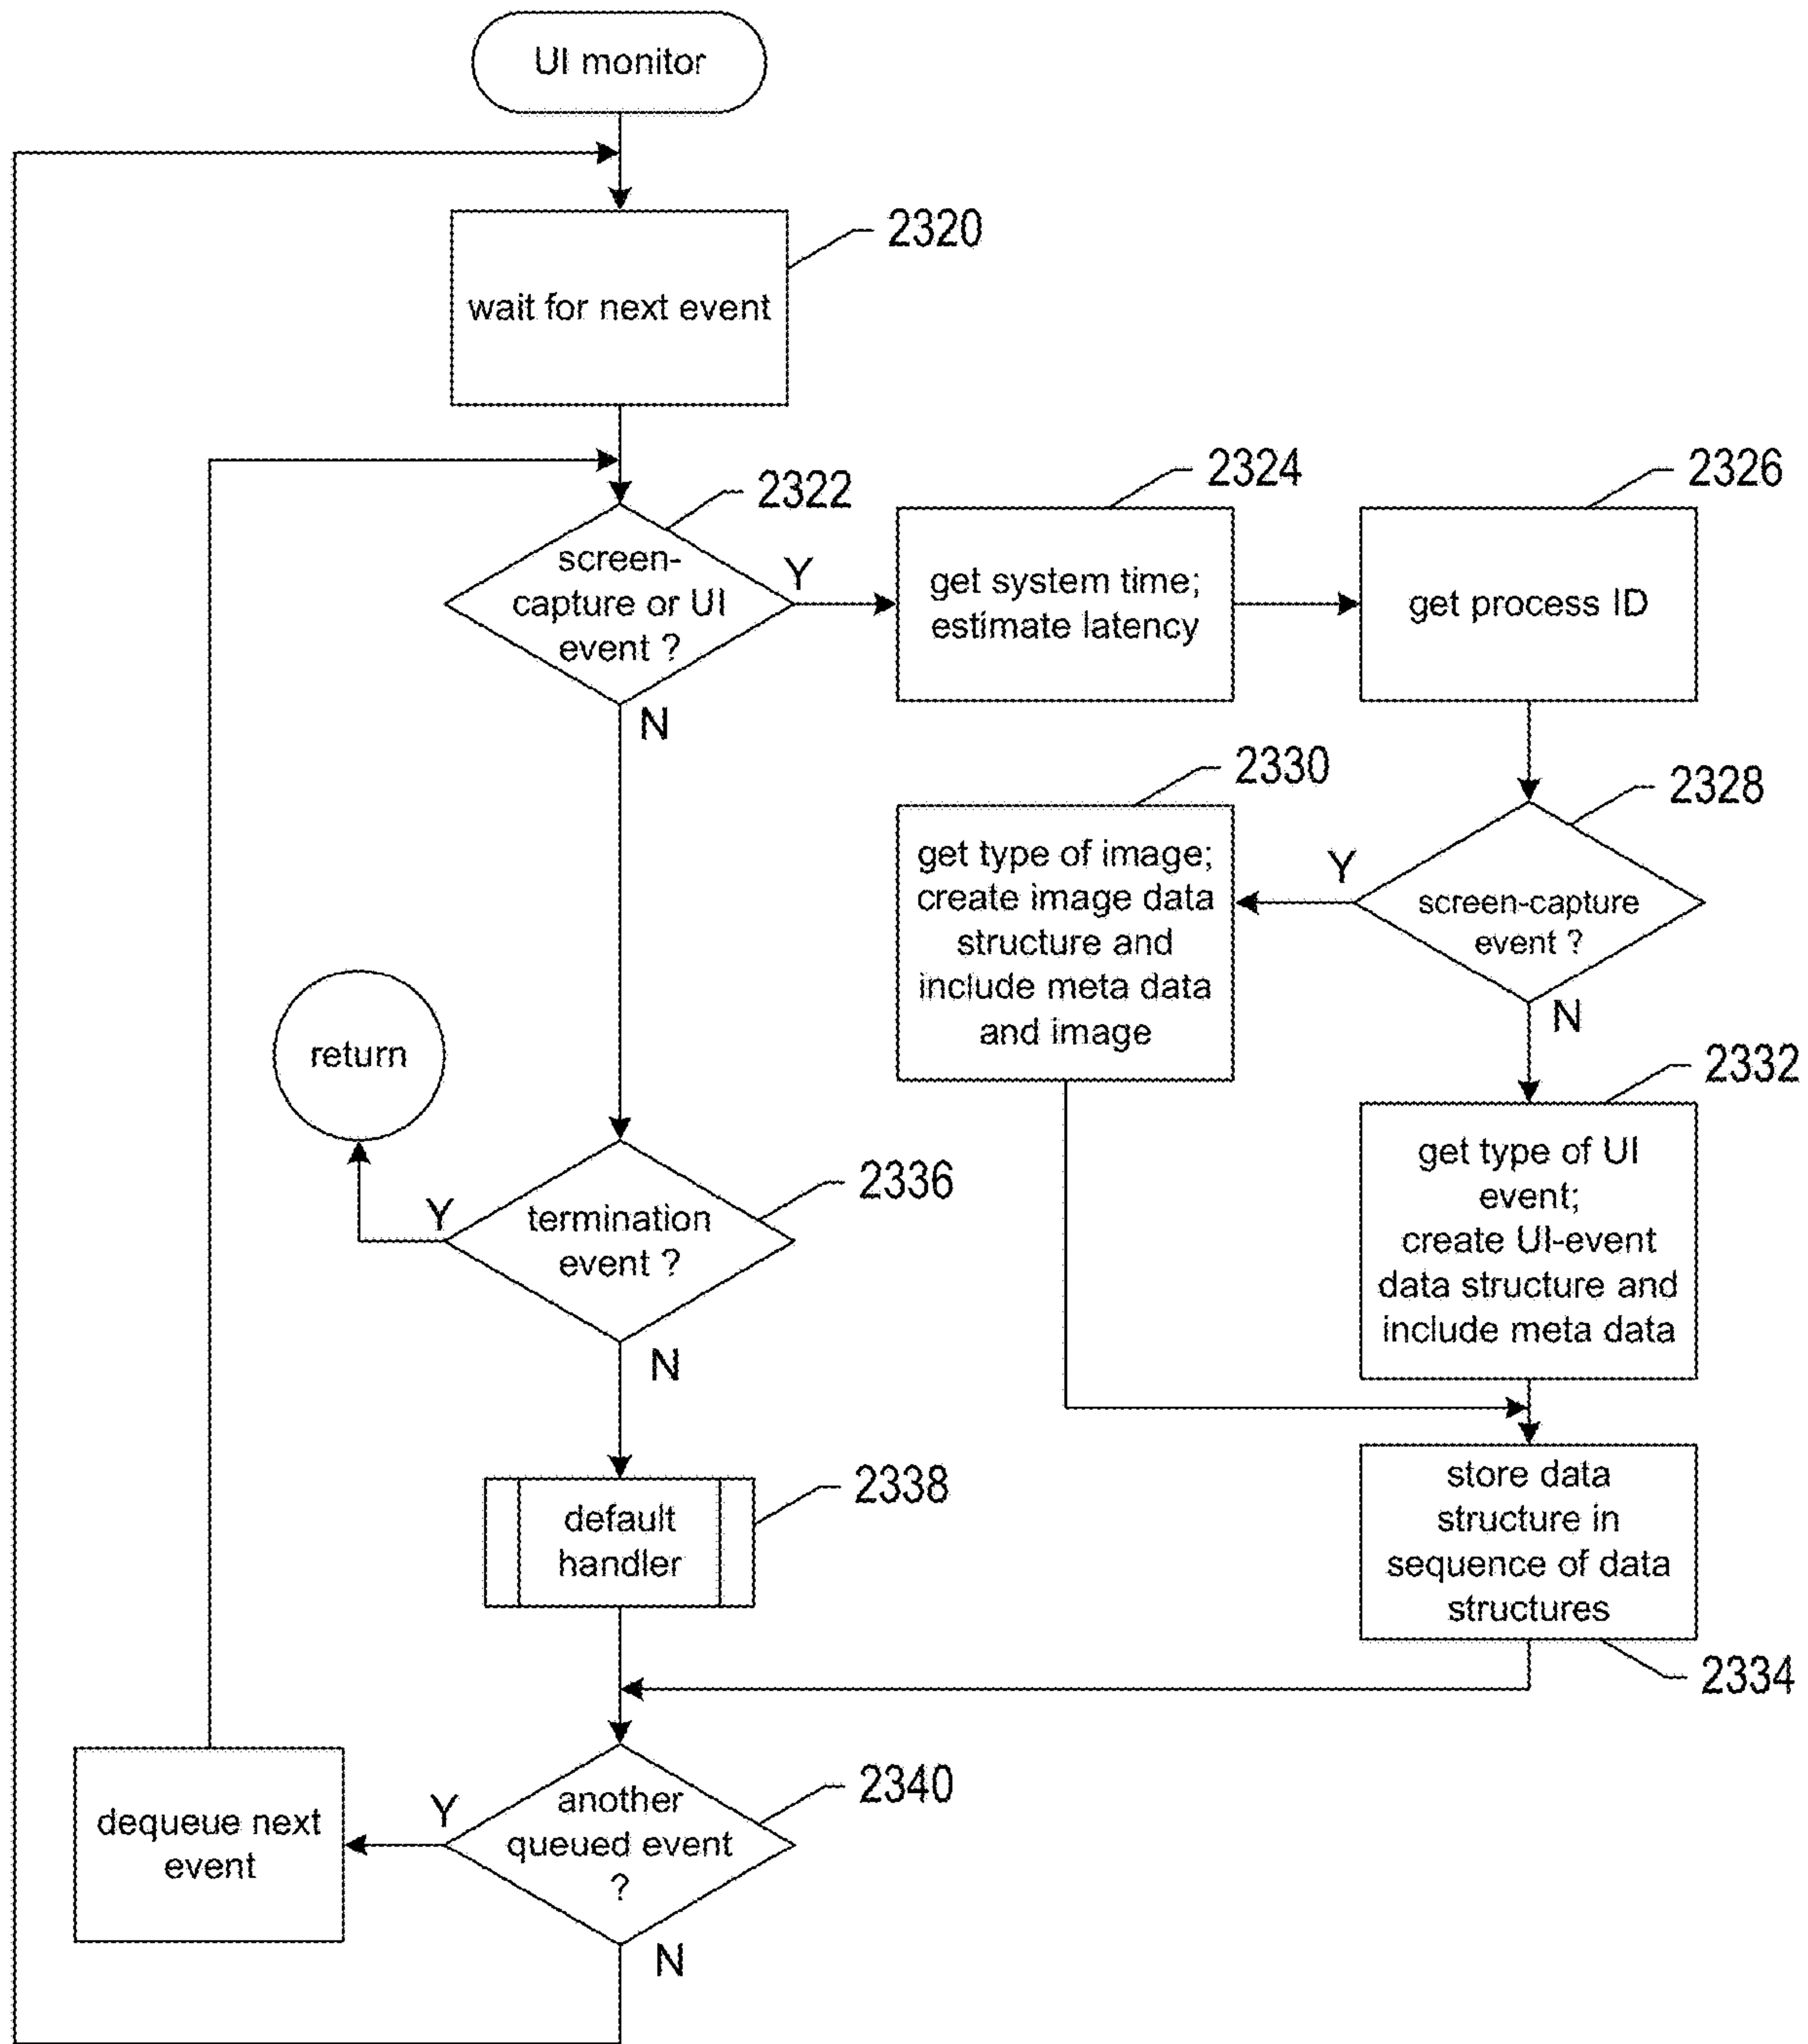 UI monitor
2320
wait for next event
2322
screen-
capture or UI
event ?
Y
N
2324
get system time;
estimate latency
2326
get process ID
2328
screen-capture
event ?
Y
N
2330
get type of image;
create image data
structure and
include meta data
and image
2332
get type of UI
event;
create UI-event
data structure and
include meta data
store data
structure in
sequence of data
structures
2334
return
2336
termination
event ?
Y
N
2338
default
handler
2340
another
queued event
?
Y
N
dequeue next
event